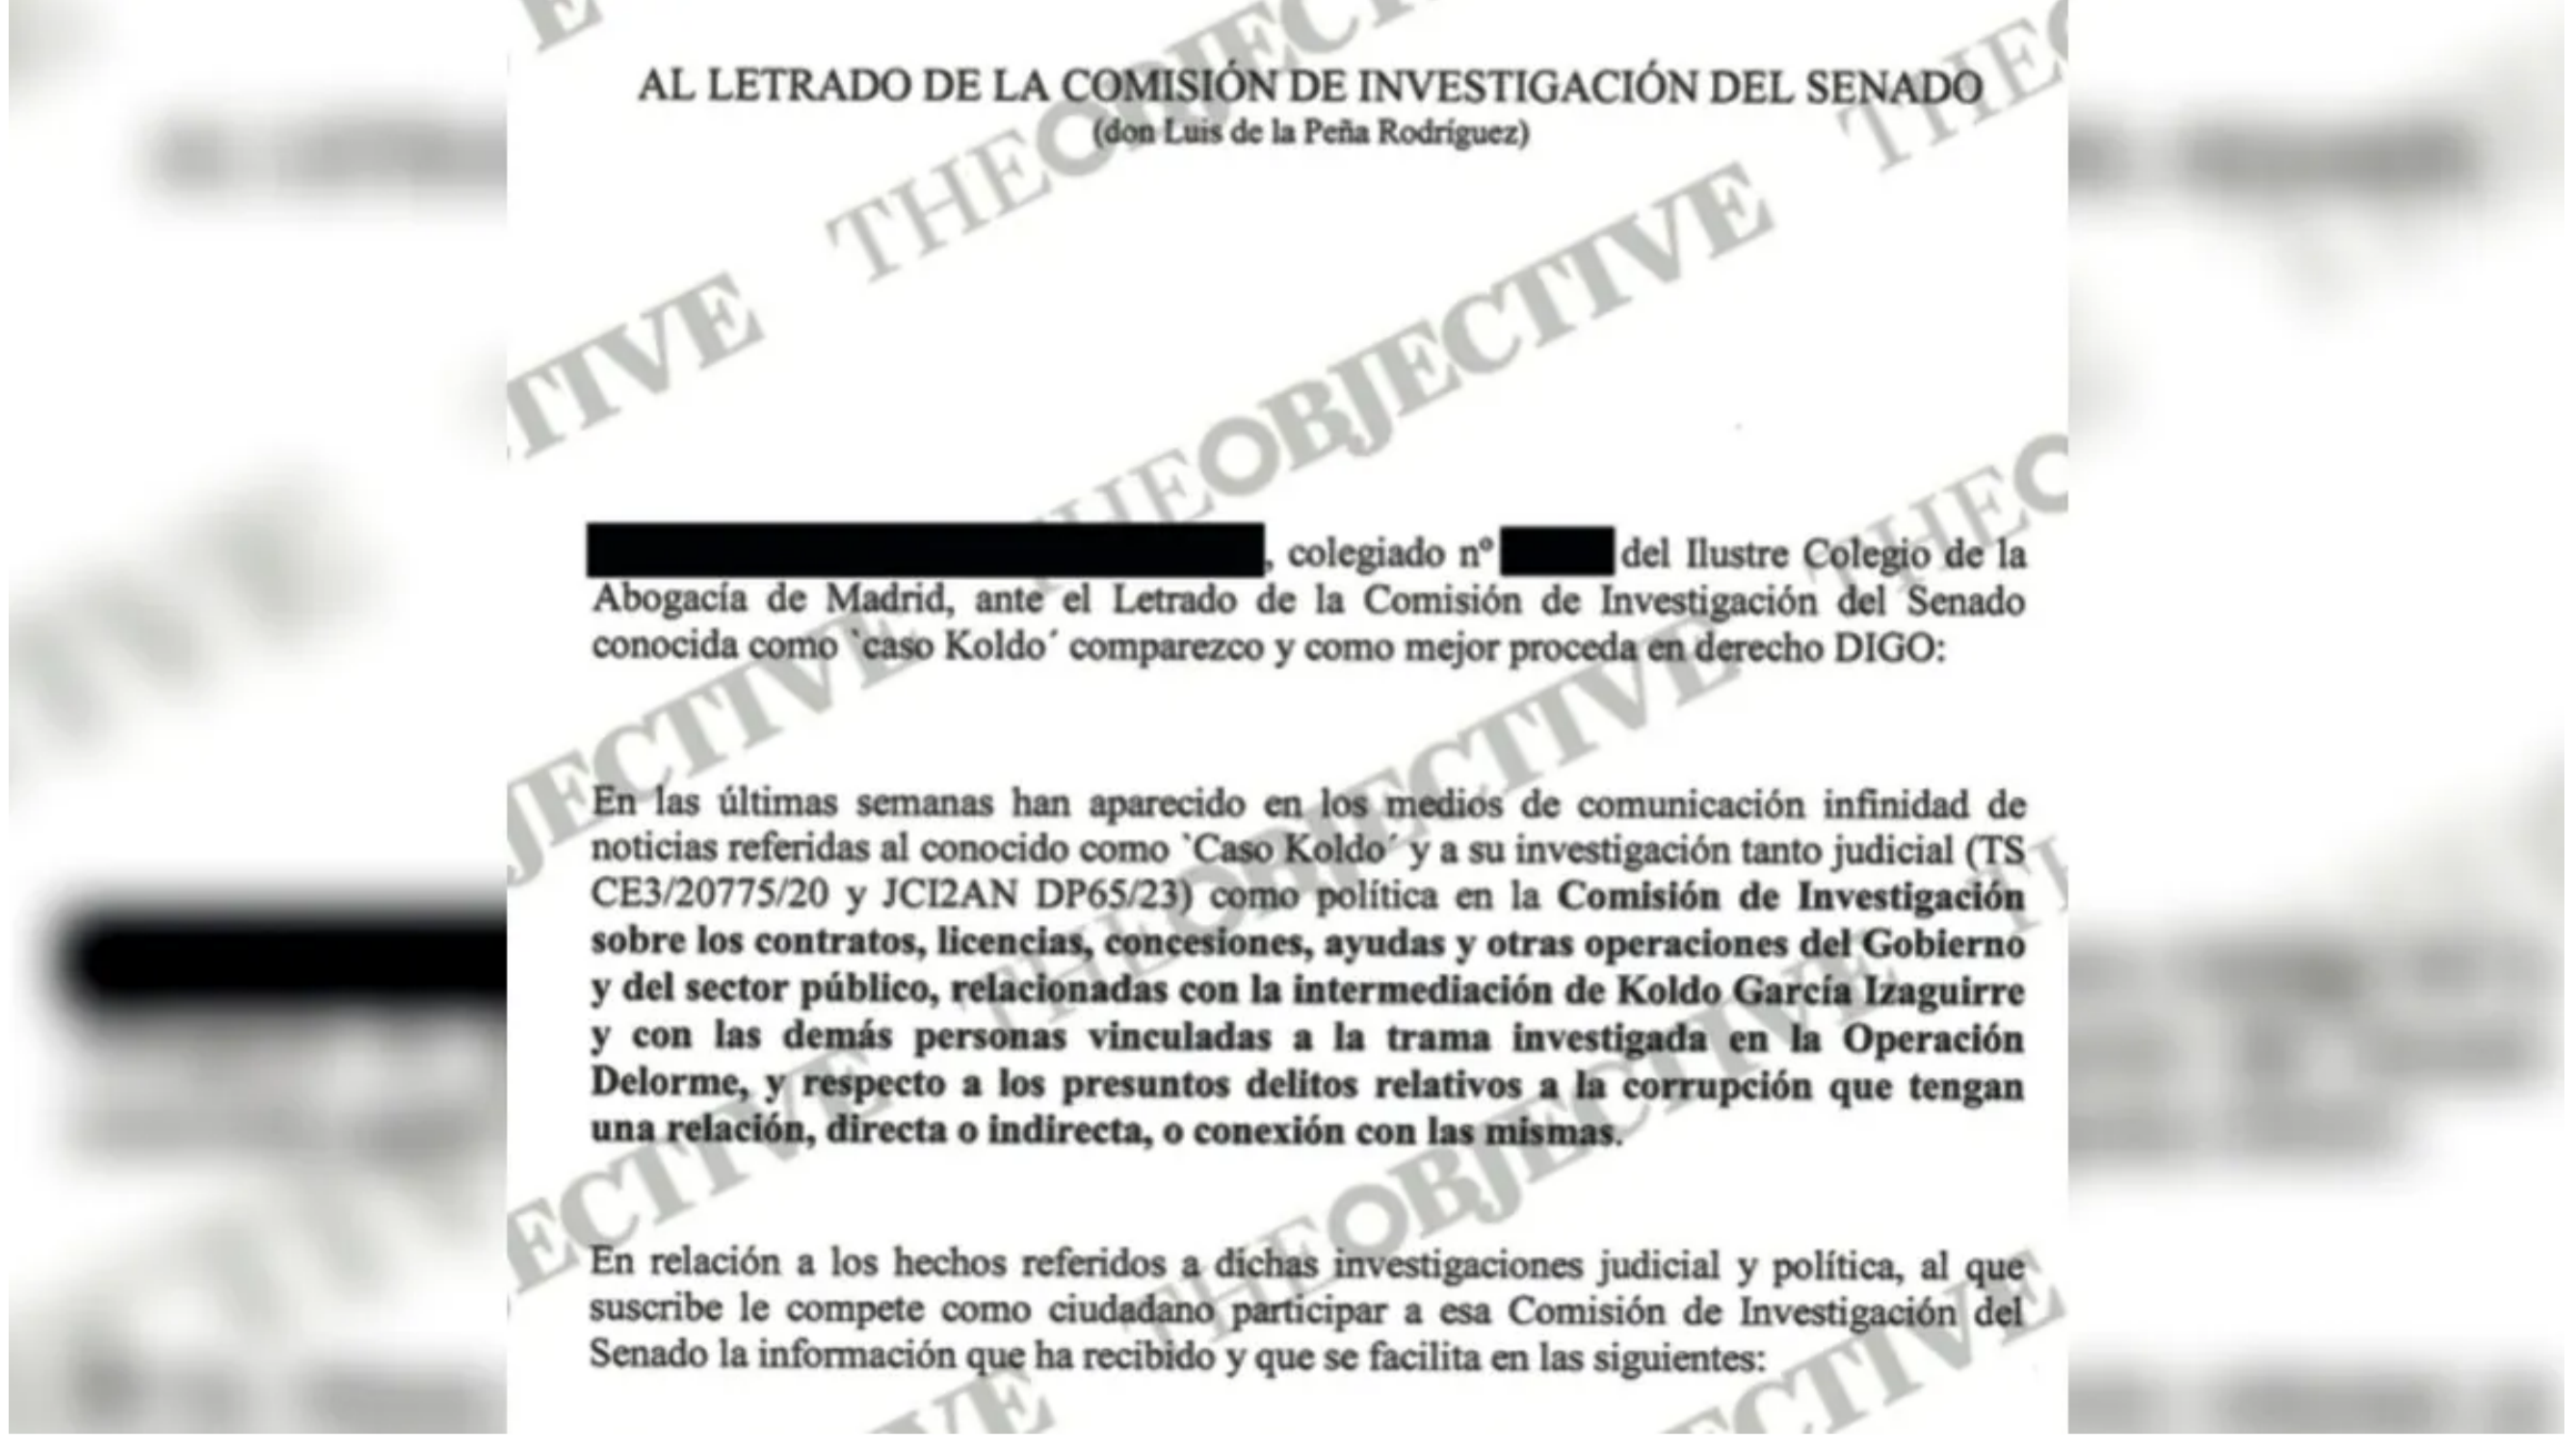 AL LETRADO DE LA COMISIÓN DE INVESTIGACIÓN DEL SENADO
(don Luis de la Peña Rodríguez)
THEOBJECTIVE
, colegiado nº del Ilustre Colegio de la
Abogacía de Madrid, ante el Letrado de la Comisión de Investigación del Senado
conocida como `caso Koldo´ comparezco y como mejor proceda en derecho DIGO:
En las últimas semanas han aparecido en los medios de comunicación infinidad de
noticias referidas al conocido como `Caso Koldo´ y a su investigación tanto judicial (TS
CE3/20775/20 y JCI2AN DP65/23) como política en la Comisión de Investigación
sobre los contratos, licencias, concesiones, ayudas y otras operaciones del Gobierno
y del sector público, relacionadas con la intermediación de Koldo García Izaguirre
y con las demás personas vinculadas a la trama investigada en la Operación
Delorme, y respecto a los presuntos delitos relativos a la corrupción que tengan
una relación, directa o indirecta, o conexión con las mismas.
En relación a los hechos referidos a dichas investigaciones judicial y política, al que
suscribe le compete como ciudadano participar a esa Comisión de Investigación del
Senado la información que ha recibido y que se facilita en las siguientes: